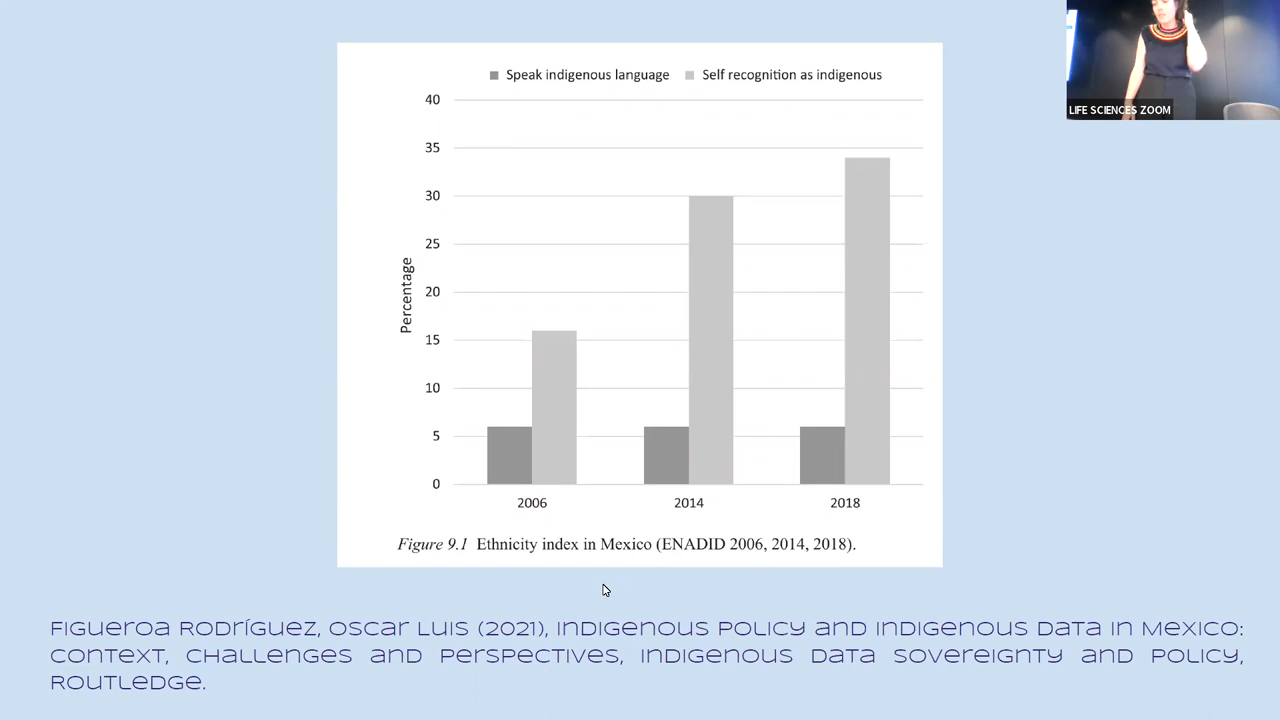 LIFE SCIENCES ZOOM
Speak indigenous language Self recognition as indigenous
40
35
30
25
20
15
10
5
0
Percentage
2006 2014 2018
Figure 9.1 Ethnicity index in Mexico (ENADID 2006, 2014, 2018).
Figueroa Rodríguez, Oscar Luis (2021), Indigenous Policy and Indigenous Data in Mexico:
Context, Challenges and Perspectives, Indigenous Data Sovereignty and Policy,
Routledge.